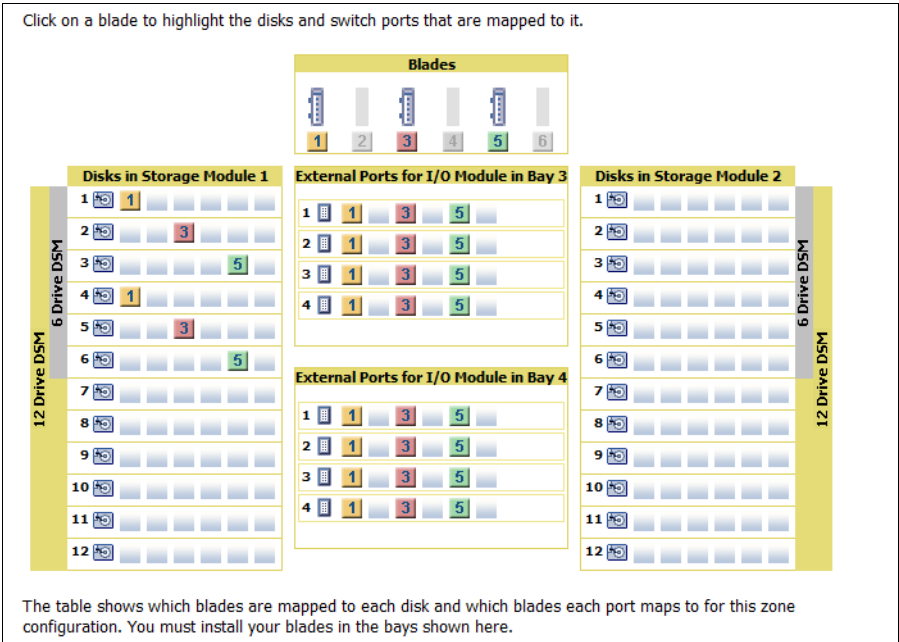 Click on a blade to highlight the disks and switch ports that are mapped to it.
Blades
1 2 3 4 5 6
Disks in Storage Module 1
12 Drive DSM
6 Drive DSM
1 1
2 3
3 5
4 1
5 3
6 5
7
8
9
10
11
12
External Ports for I/O Module in Bay 3
1 1 3 5
2 1 3 5
3 1 3 5
4 1 3 5
External Ports for I/O Module in Bay 4
1 1 3 5
2 1 3 5
3 1 3 5
4 1 3 5
Disks in Storage Module 2
1
2
3
4
5
6
7
8
9
10
11
12
6 Drive DSM
12 Drive DSM
The table shows which blades are mapped to each disk and which blades each port maps to for this zone
configuration. You must install your blades in the bays shown here.